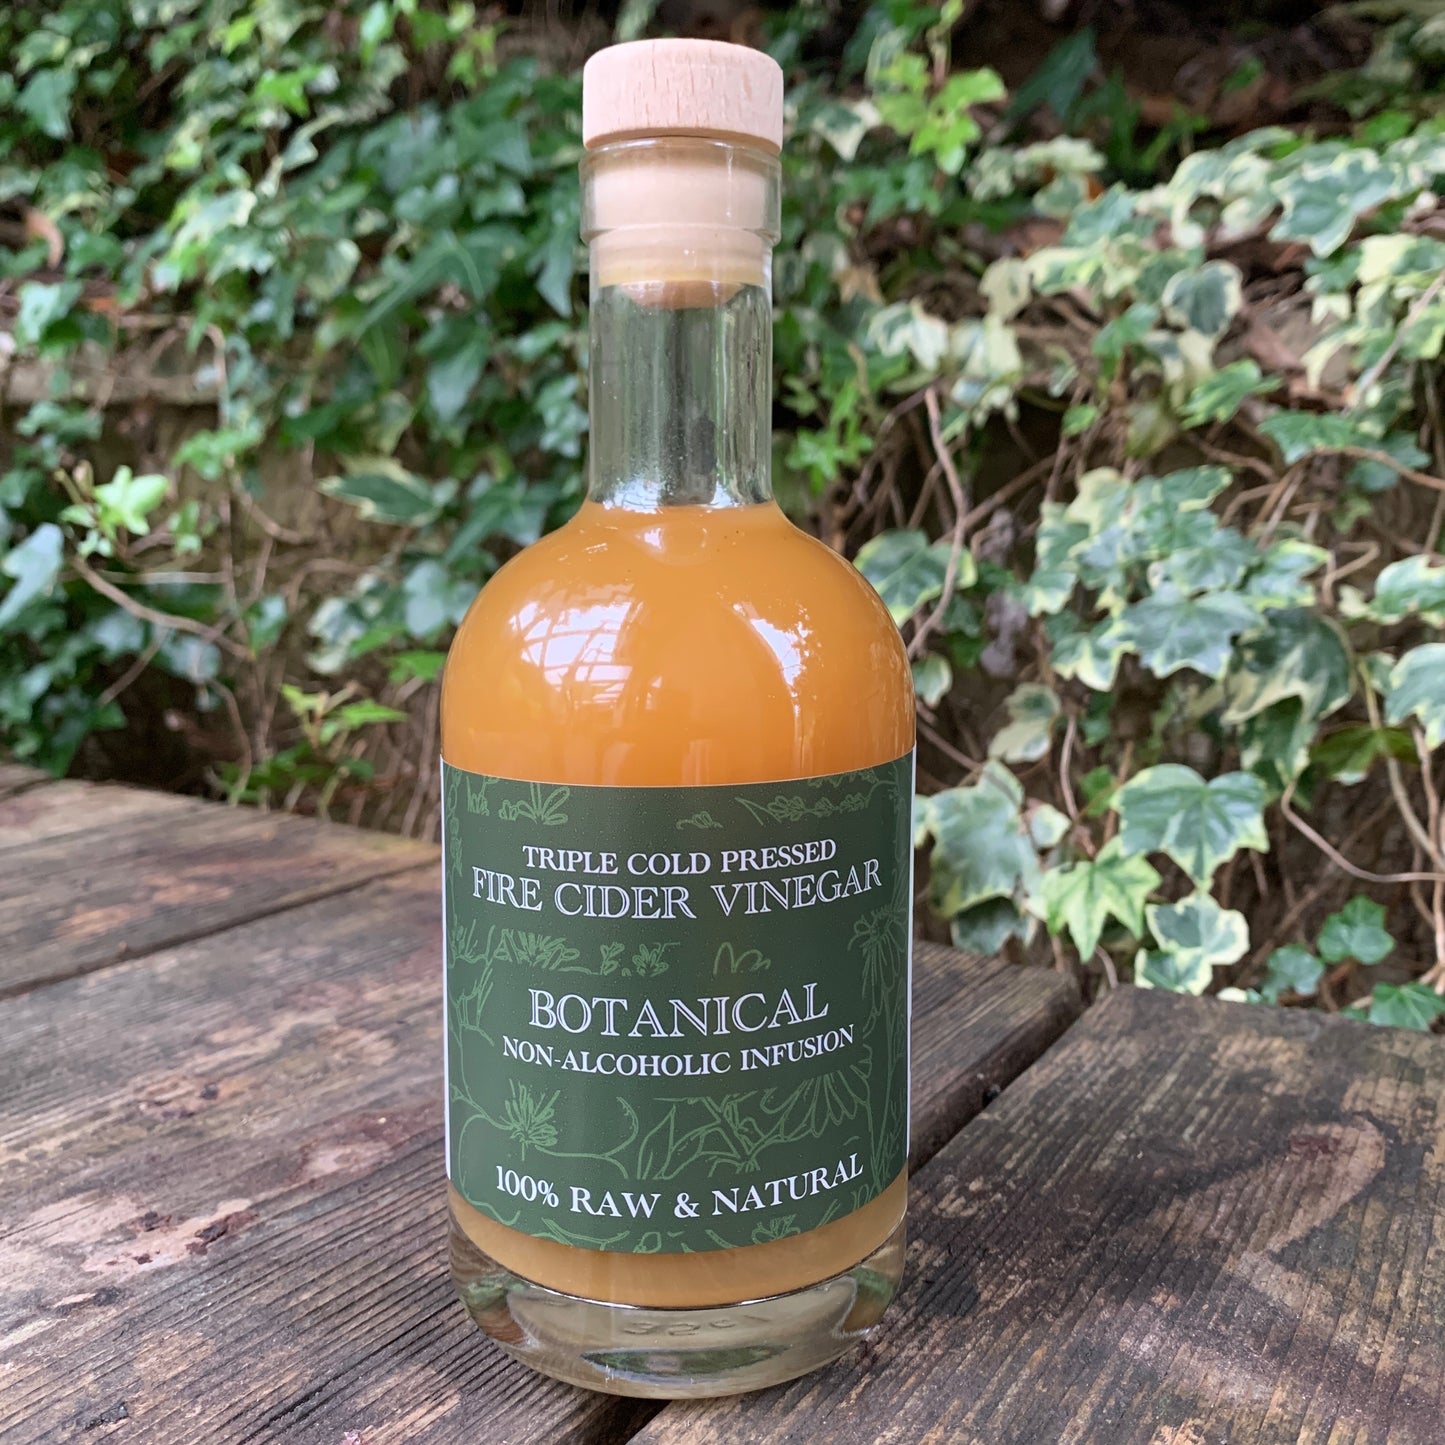 TRIPLE COLD PRESSED
FIRE CIDER VINEGAR
BOTANICAL
NON-ALCOHOLIC INFUSION
100% RAW & NATURAL